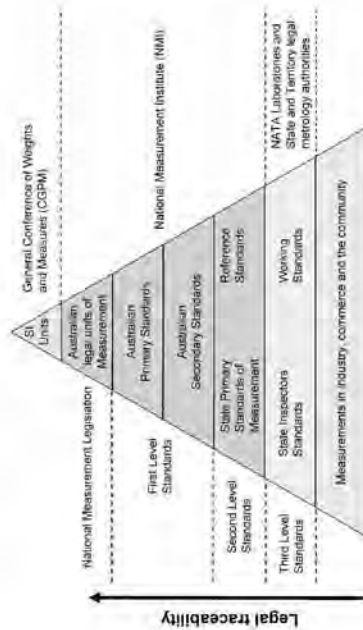 General Conference of Weights
and Measures (CGPM)
SI
Units
National Measurement Legislation
Australian legal units of
Measurement
National Measurement Institute (NMI)
First Level
Standards
Australian
Primary Standards
Australian
Secondary Standards
Second Level
Standards
State Primary
Standards of
Measurement
Reference
Standards
Third Level
Standards
State Inspectors
Standards
Working
Standards
NATA Laboratories and
State and Territory legal
metrology authorities
Measurements in industry, commerce and the community
Legal traceability